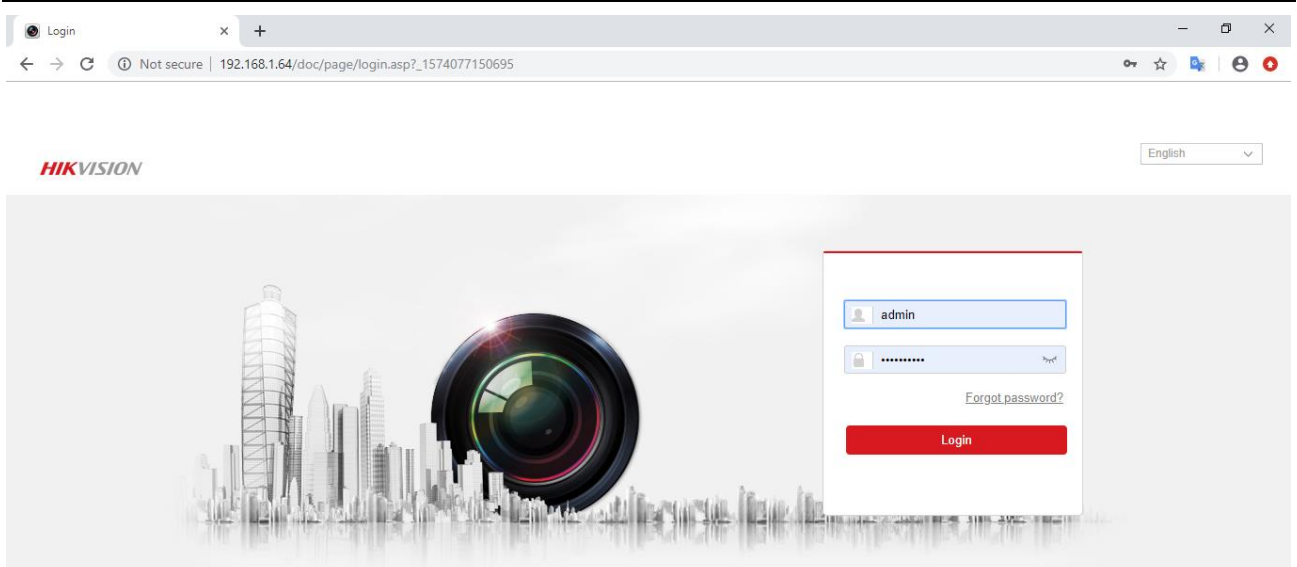 Login
Not secure | 192.168.1.64/doc/page/login.asp?_1574077150695
English
HIKVISION
admin
••••••••••
Forgot password?
Login